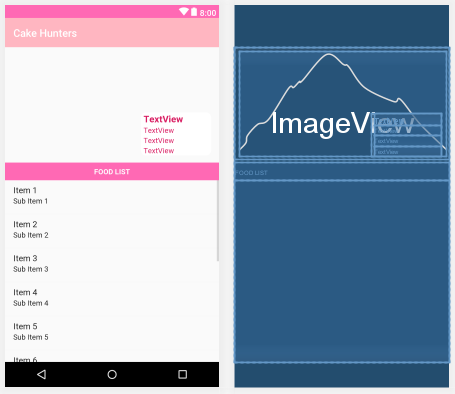 8:00
Cake Hunters
TextView
TextView
TextView
TextView
FOOD LIST
Item 1
Sub Item 1
Item 2
Sub Item 2
Item 3
Sub Item 3
Item 4
Sub Item 4
Item 5
Sub Item 5
Item 6
ImageView
TextView
TextView
FOOD LIST